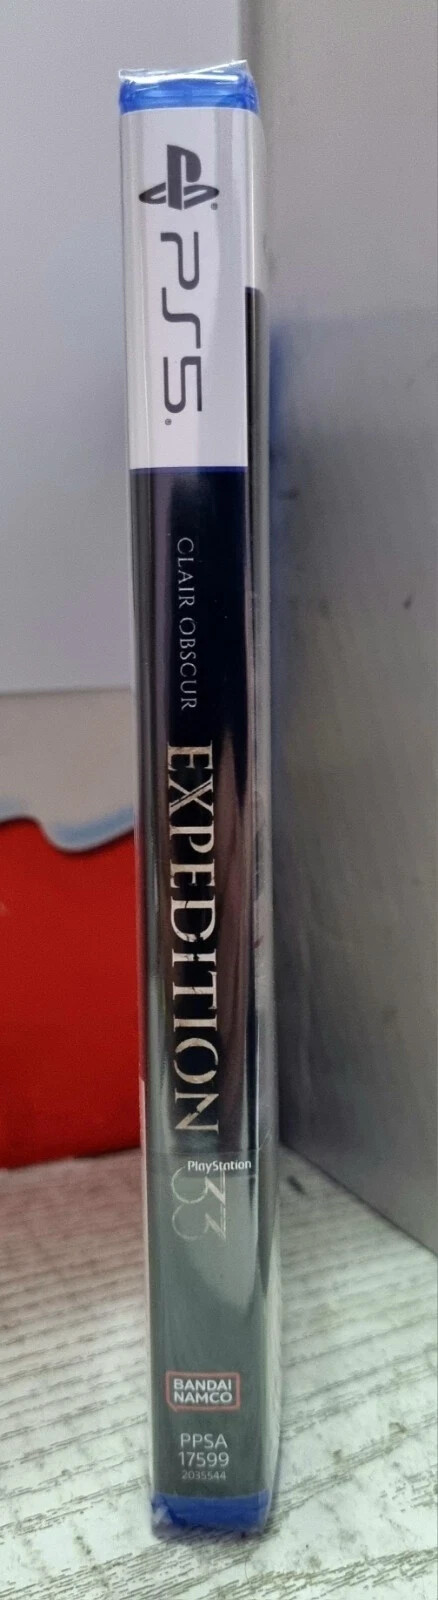 PS5
CLAIR OBSCUR
EXPEDITION
PlayStation
33
BANDAI
NAMCO
PPSA
17599
2035544